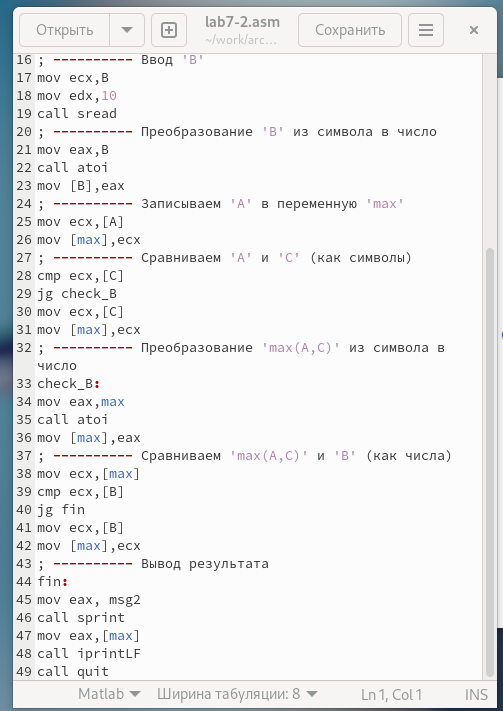 Открыть
lab7-2.asm
~/work/arc...
Сохранить
16 ; ---------- Ввод 'B'
17 mov ecx,B
18 mov edx,10
19 call sread
20 ; ---------- Преобразование 'B' из символа в число
21 mov eax,B
22 call atoi
23 mov [B],eax
24 ; ---------- Записываем 'A' в переменную 'max'
25 mov ecx,[A]
26 mov [max],ecx
27 ; ---------- Сравниваем 'A' и 'C' (как символы)
28 cmp ecx,[C]
29 jg check_B
30 mov ecx,[C]
31 mov [max],ecx
32 ; ---------- Преобразование 'max(A,C)' из символа в
число
33 check_B:
34 mov eax,max
35 call atoi
36 mov [max],eax
37 ; ---------- Сравниваем 'max(A,C)' и 'B' (как числа)
38 mov ecx,[max]
39 cmp ecx,[B]
40 jg fin
41 mov ecx,[B]
42 mov [max],ecx
43 ; ---------- Вывод результата
44 fin:
45 mov eax, msg2
46 call sprint
47 mov eax,[max]
48 call iprintLF
49 call quit
Matlab Ширина табуляции: 8 Ln 1, Col 1 INS